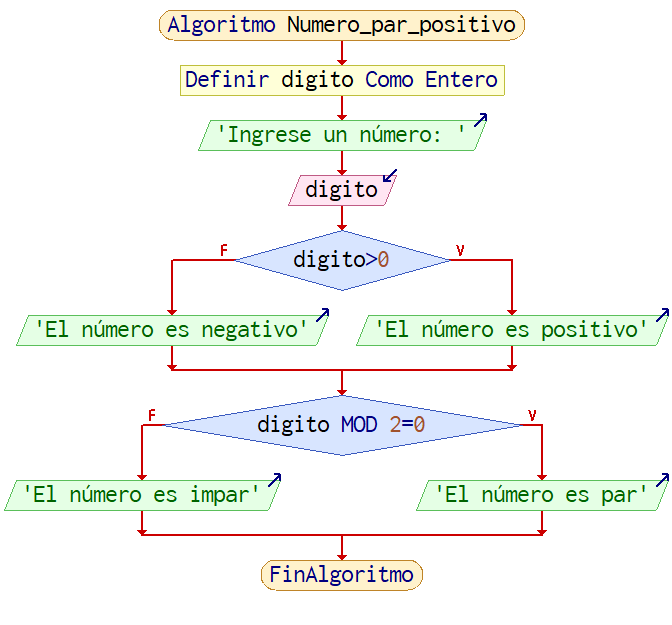 Algoritmo Numero_par_positivo
Definir digito Como Entero
'Ingrese un número: '
digito
F
digito>0
V
'El número es negativo'
'El número es positivo'
F
digito MOD 2=0
V
'El número es impar'
'El número es par'
FinAlgoritmo